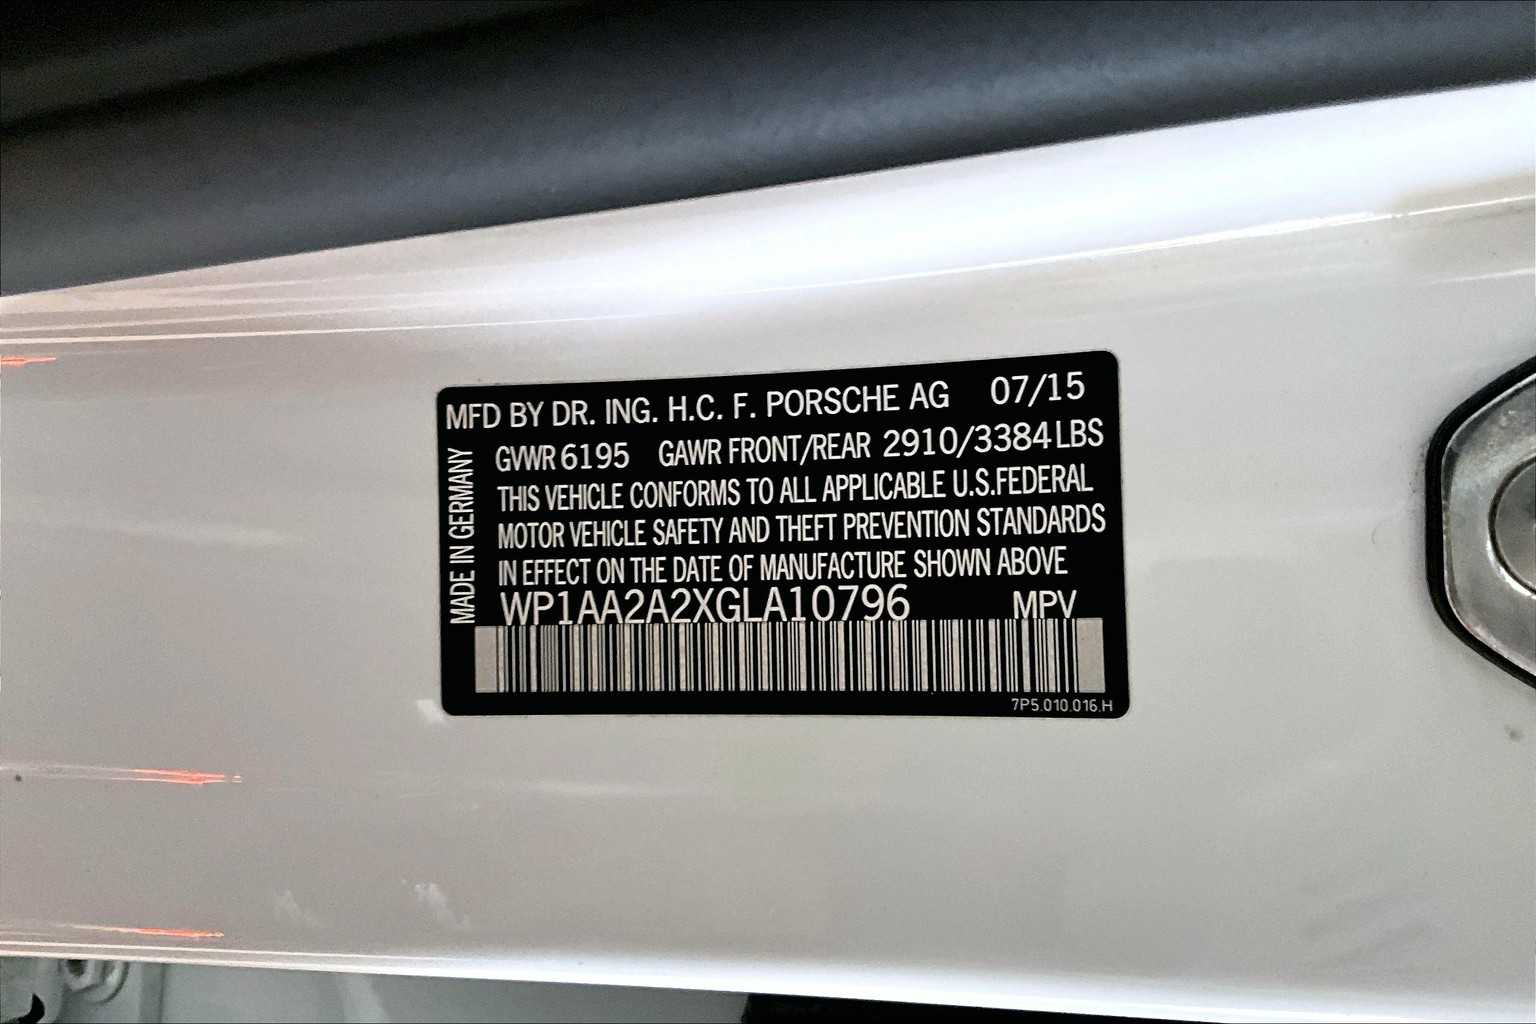 MFD BY DR. ING. H.C. F. PORSCHE AG 07/15
GVWR 6195 GAWR FRONT/REAR 2910/3384 LBS
THIS VEHICLE CONFORMS TO ALL APPLICABLE U.S.FEDERAL
MOTOR VEHICLE SAFETY AND THEFT PREVENTION STANDARDS
IN EFFECT ON THE DATE OF MANUFACTURE SHOWN ABOVE
WP1AA2A2XGLA10796 MPV
MADE IN GERMANY
7P5.010.016.H